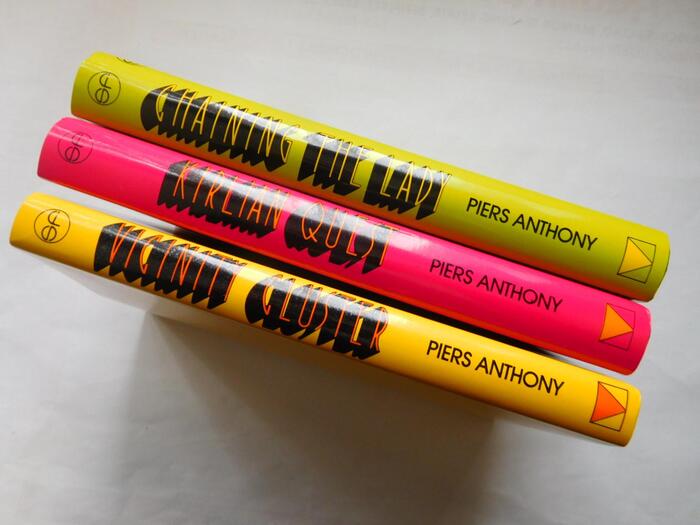 CHAINING THE LADY PIERS ANTHONY
KIRLIAN QUEST PIERS ANTHONY
VICINITY CLUSTER PIERS ANTHONY